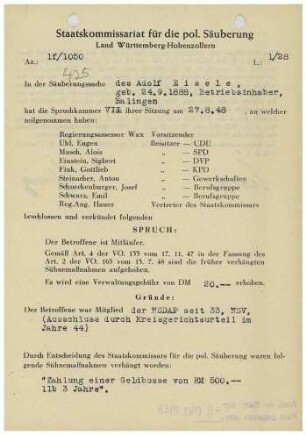 Staatskommissariat für die pol. Säuberung
Land Württemberg-Hohenzollern
Az.: 1f/1050 L: 1/28
425
In der Säuberungssache des Adolf E i s e l e ,
geb. 24.9.1888, Betriebsinhaber,
Balingen
hat die Spruchkammer VII ihrer Sitzung am 27.8.48 , an welcher
teilgenommen haben:
Regierungsassessor Wax Vorsitzender
Uhl, Eugen Beisitzer — CDU
Masch, Alois „ — SPD
Einstein, Sigbert „ — DVP
Fink, Gottlieb „ — KPD
Steinacher, Anton „ — Gewerkschaften
Schneckenburger, Josef „ — Berufsgruppe
Schwarz, Emil „ — Berufsgruppe
Reg.Ang. Hauer Vertreter des Staatskommissars
beschlossen und verkündet folgenden
SPRUCH:
Der Betroffene ist Mitläufer.
Gemäß Art. 4 der VO. 133 vom 17. 11. 47 in der Fassung des
Art. 2 der VO. 165 vom 13. 7. 48 sind die früher verhängten
Sühnemaßnahmen aufgehoben.
Es wird eine Verwaltungsgebühr von DM 20.-- erhoben.
Gründe:
Der Betroffene war Mitglied der NSDAP seit 33, NSV,
(Ausschluss durch Kreisgerichtsurteil im
Jahre 44)
Durch Entscheidung des Staatskommissars für die pol. Säuberung waren fol-
gende Sühnemaßnahmen verhängt worden:
"Zahlung einer Geldbusse von RM 500.--
11b 3 Jahre".